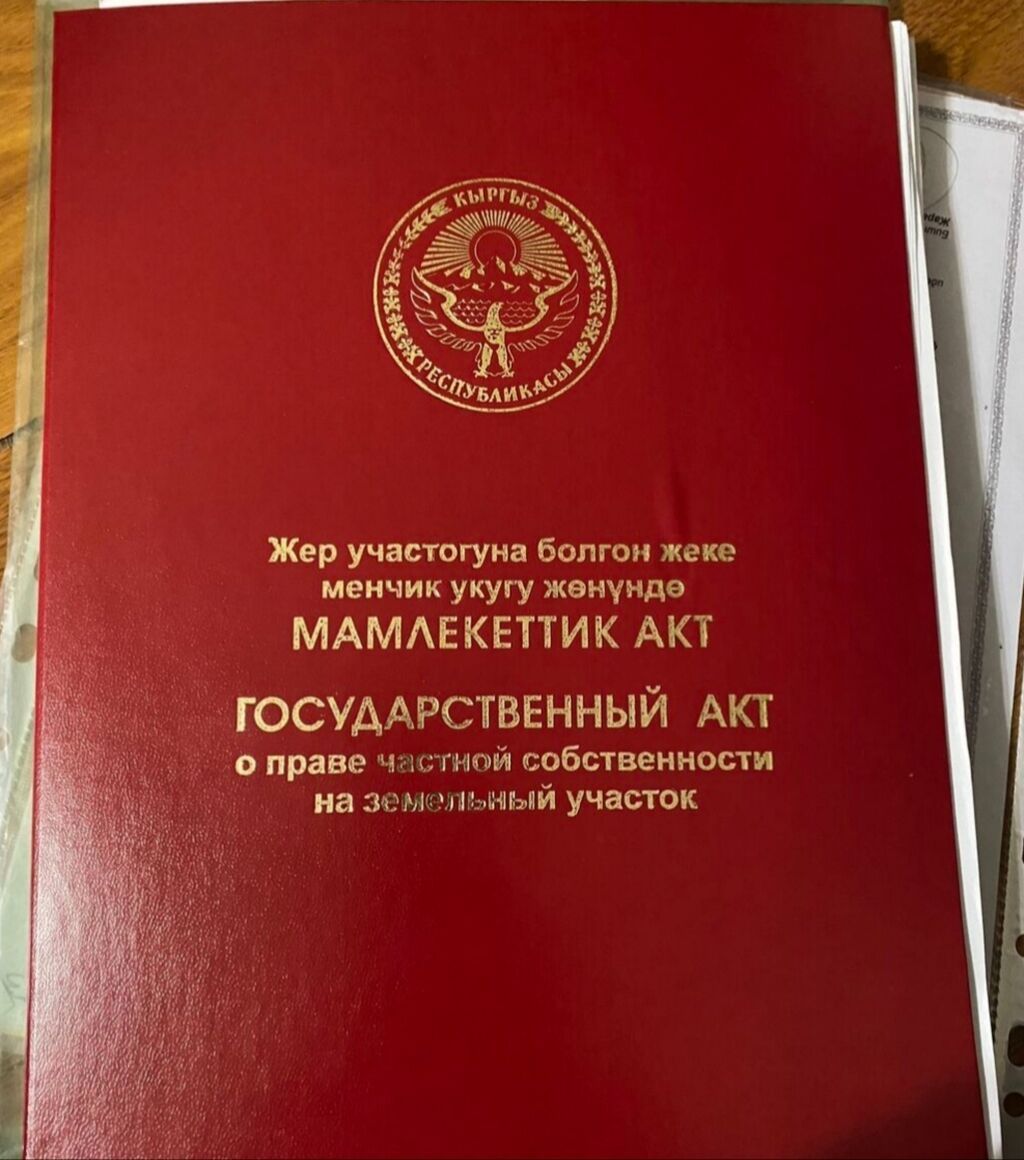 КЫРГЫЗ
РЕСПУБЛИКАСЫ
Жер участогуна болгон жеке
менчик укугу жөнүндө
МАМЛЕКЕТТИК АКТ
ГОСУДАРСТВЕННЫЙ АКТ
о праве частной собственности
на земельный участок